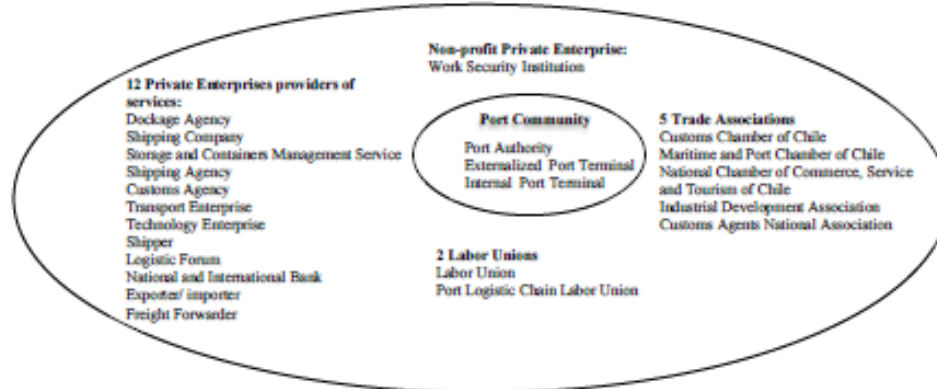 Non-profit Private Enterprise:
Work Security Institution
12 Private Enterprises providers of
services:
Dockage Agency
Shipping Company
Storage and Containers Management Service
Shipping Agency
Customs Agency
Transport Enterprise
Technology Enterprise
Shipper
Logistic Forum
National and International Bank
Exporter/ importer
Freight Forwarder
Port Community
Port Authority
Externalized Port Terminal
Internal Port Terminal
5 Trade Associations
Customs Chamber of Chile
Maritime and Port Chamber of Chile
National Chamber of Commerce, Service
and Tourism of Chile
Industrial Development Association
Customs Agents National Association
2 Labor Unions
Labor Union
Port Logistic Chain Labor Union